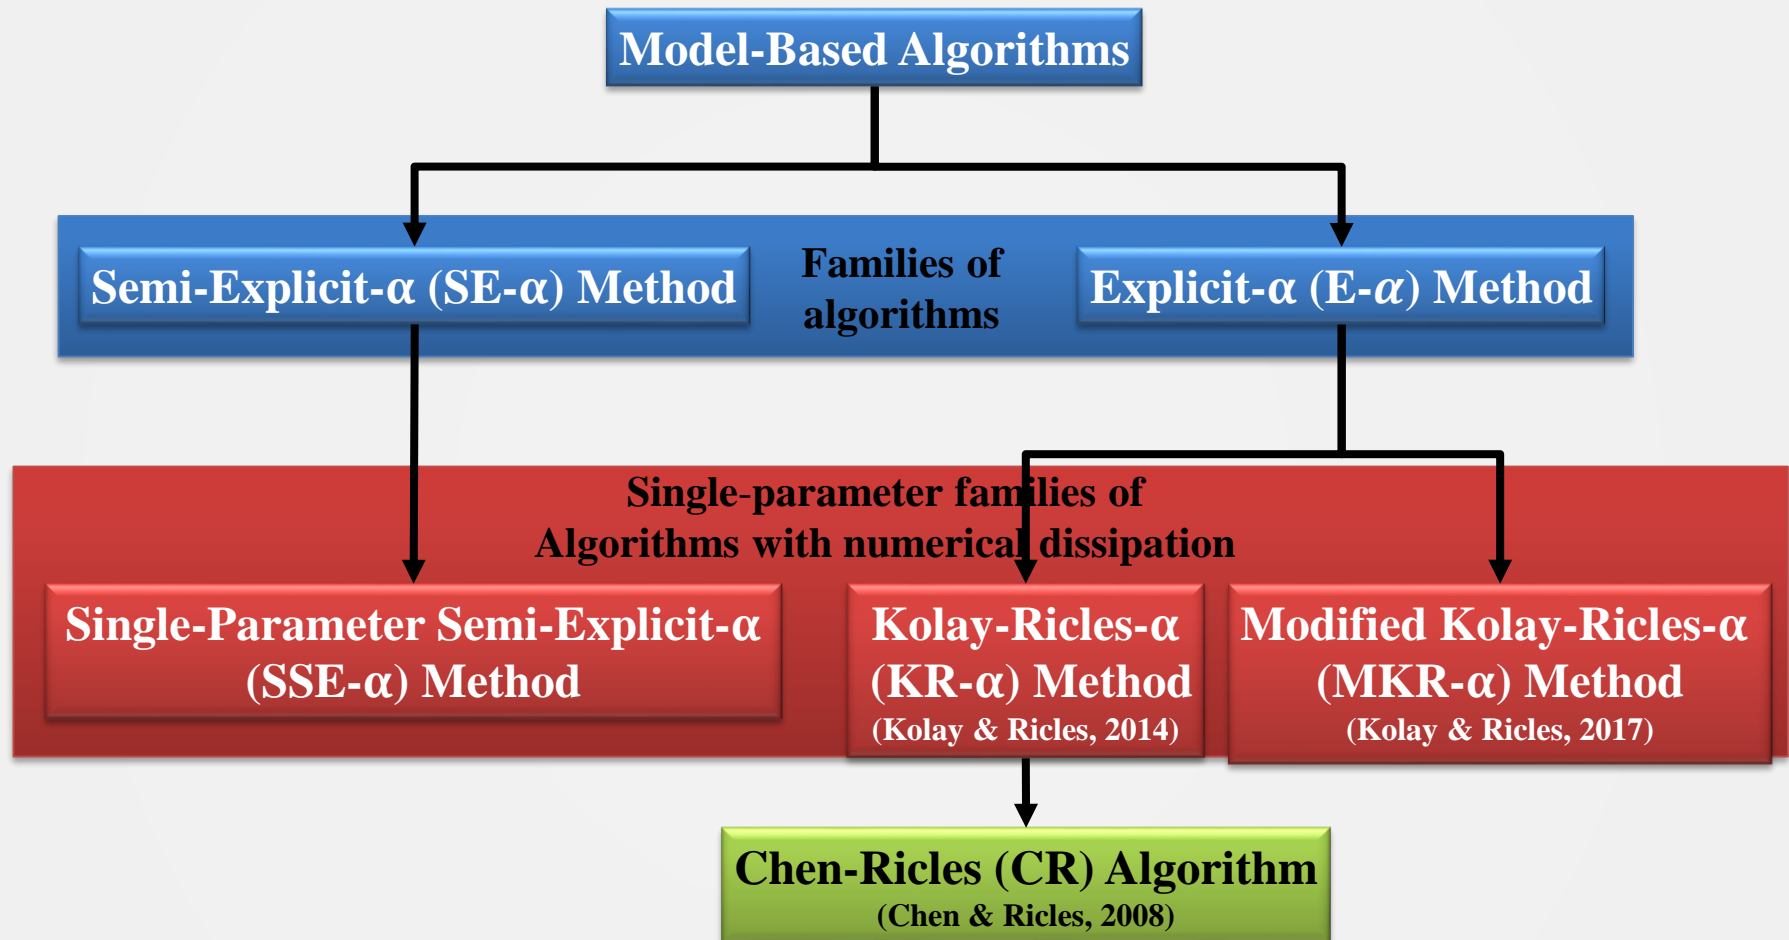 Model-Based Algorithms
Semi-Explicit-α (SE-α) Method
Families of
algorithms
Explicit-α (E-α) Method
Single-parameter families of
Algorithms with numerical dissipation
Single-Parameter Semi-Explicit-α
(SSE-α) Method
Kolay-Ricles-α
(KR-α) Method
(Kolay & Ricles, 2014)
Modified Kolay-Ricles-α
(MKR-α) Method
(Kolay & Ricles, 2017)
Chen-Ricles (CR) Algorithm
(Chen & Ricles, 2008)